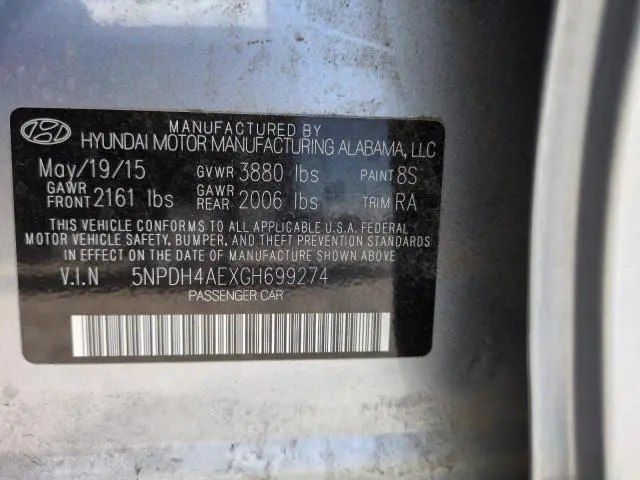 MANUFACTURED BY
HYUNDAI MOTOR MANUFACTURING ALABAMA, LLC
May/19/15 GVWR 3880 lbs PAINT 8S
GAWR FRONT 2161 lbs GAWR REAR 2006 lbs TRIM RA
THIS VEHICLE CONFORMS TO ALL APPLICABLE U.S.A. FEDERAL
MOTOR VEHICLE SAFETY, BUMPER, AND THEFT PREVENTION
STANDARDS IN EFFECT ON THE DATE OF MANUFACTURE SHOWN ABOVE
V.I.N 5NPDH4AEXGH699274
PASSENGER CAR